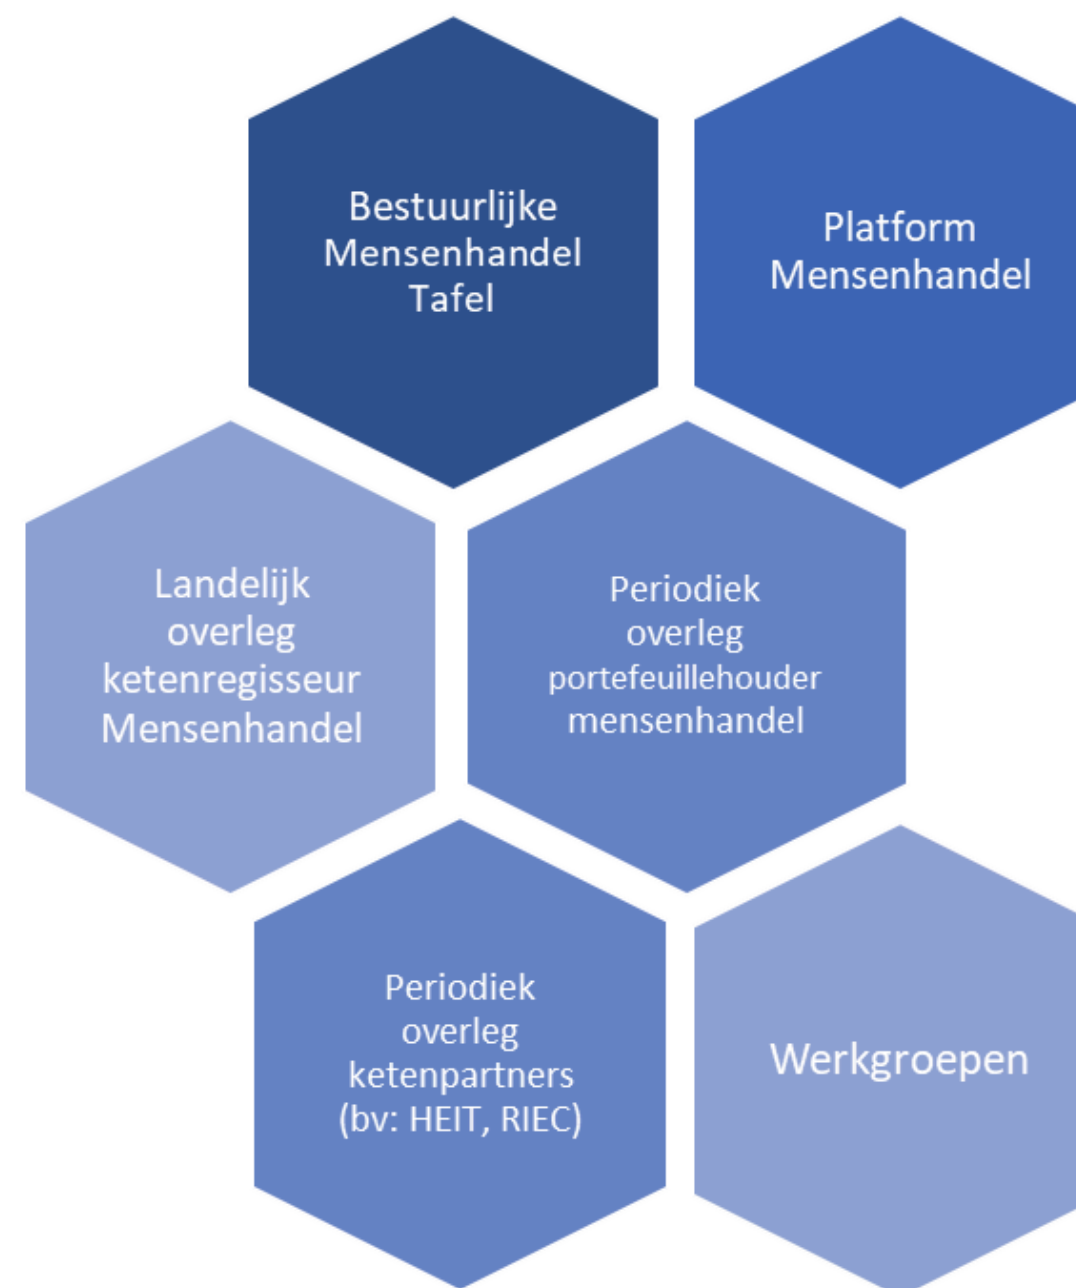 Bestuurlijke
Mensenhandel
Tafel
Platform
Mensenhandel
Landelijk
overleg
ketenregisseur
Mensenhandel
Periodiek
overleg
portefeuillehouder
mensenhandel
Periodiek
overleg
ketenpartners
(bv: HEIT, RIEC)
Werkgroepen